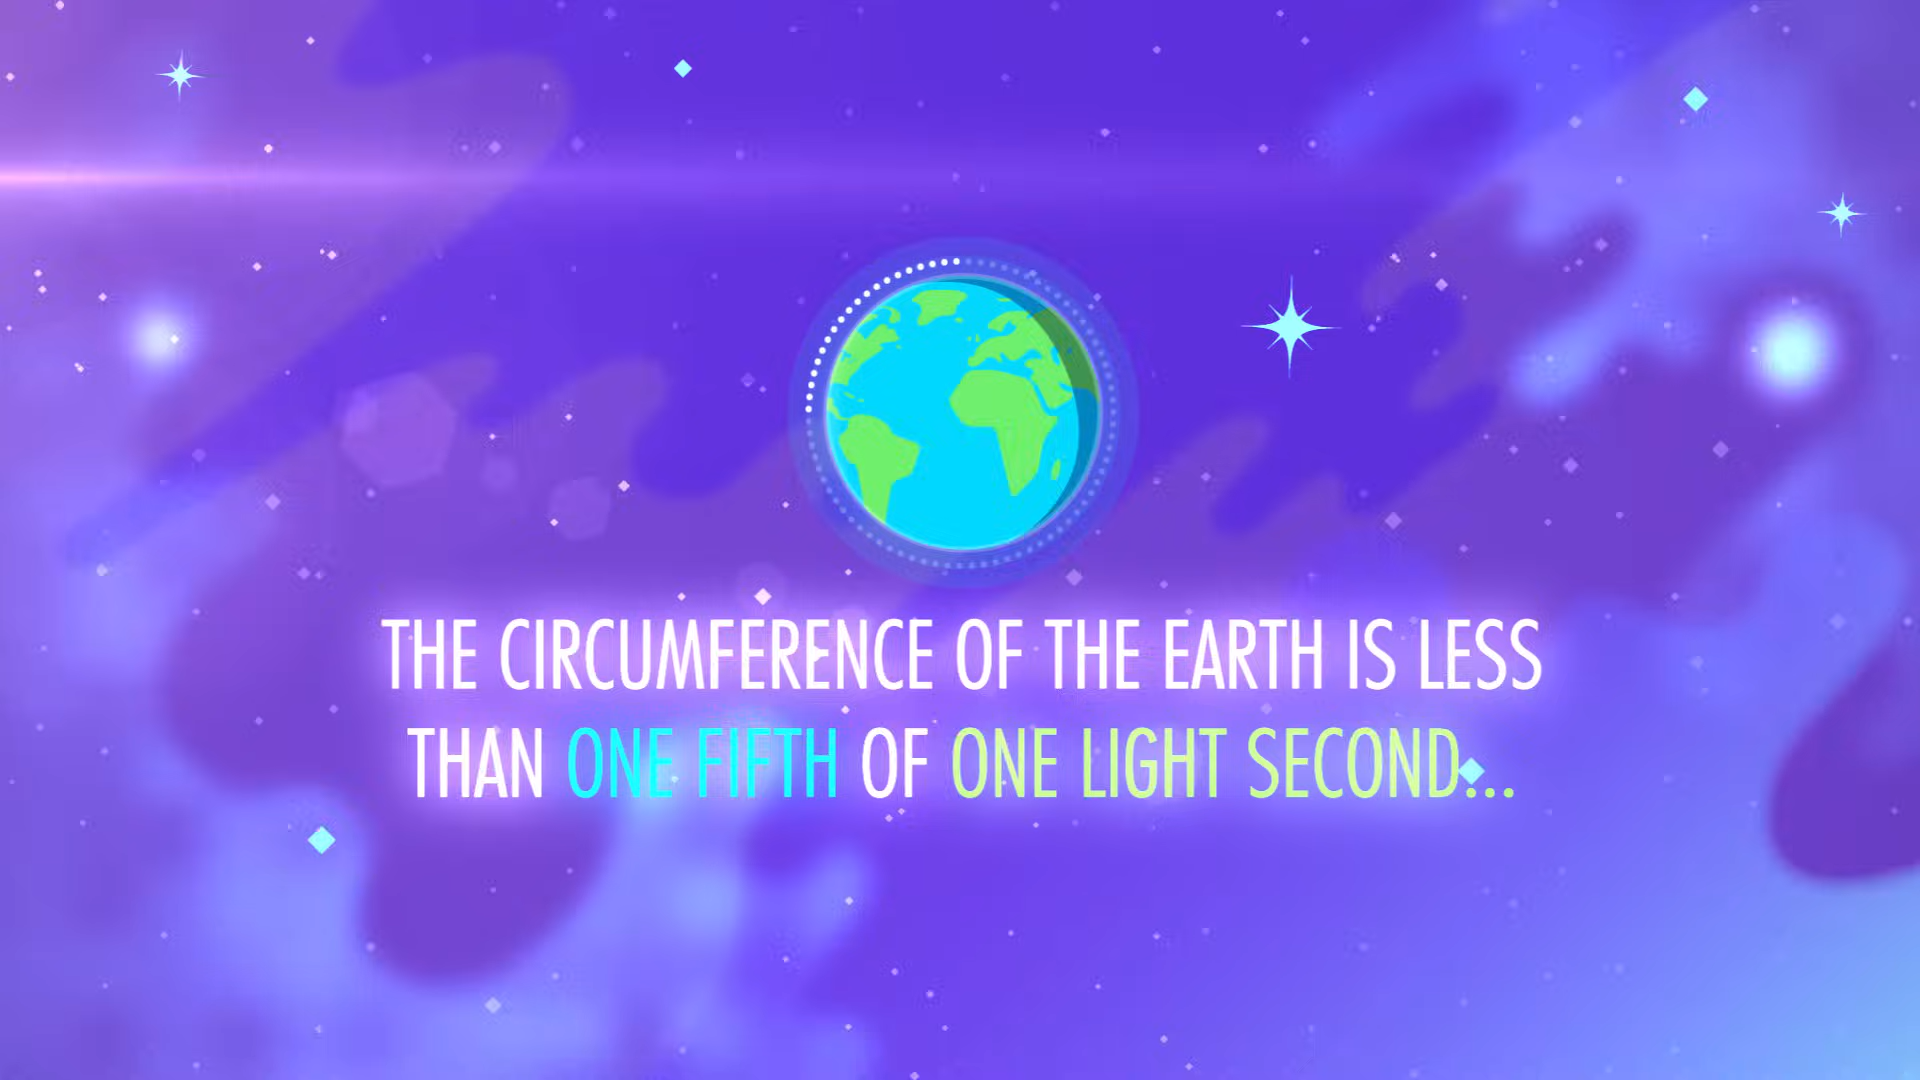 THE CIRCUMFERENCE OF THE EARTH IS LESS
THAN ONE FIFTH OF ONE LIGHT SECOND...